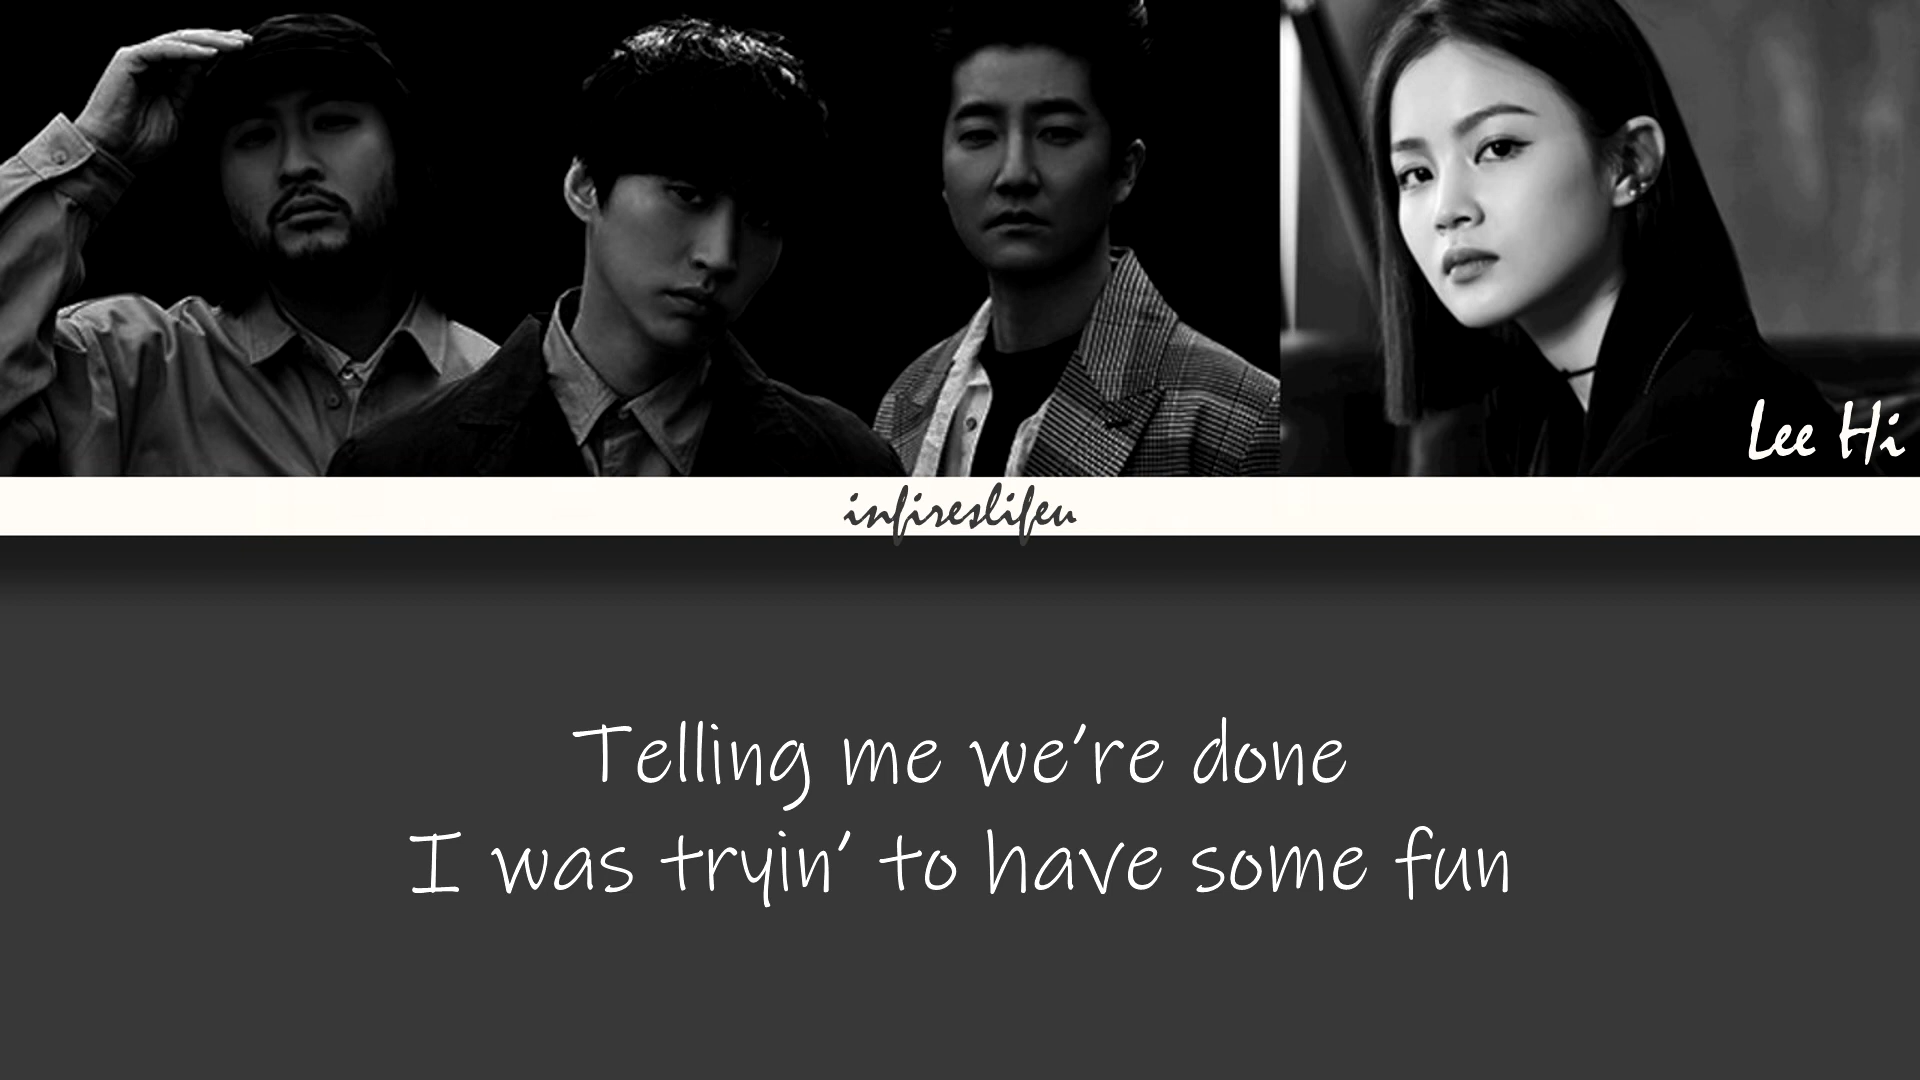 Lee Hi
infireslifeu
Telling me we're done
I was tryin' to have some fun